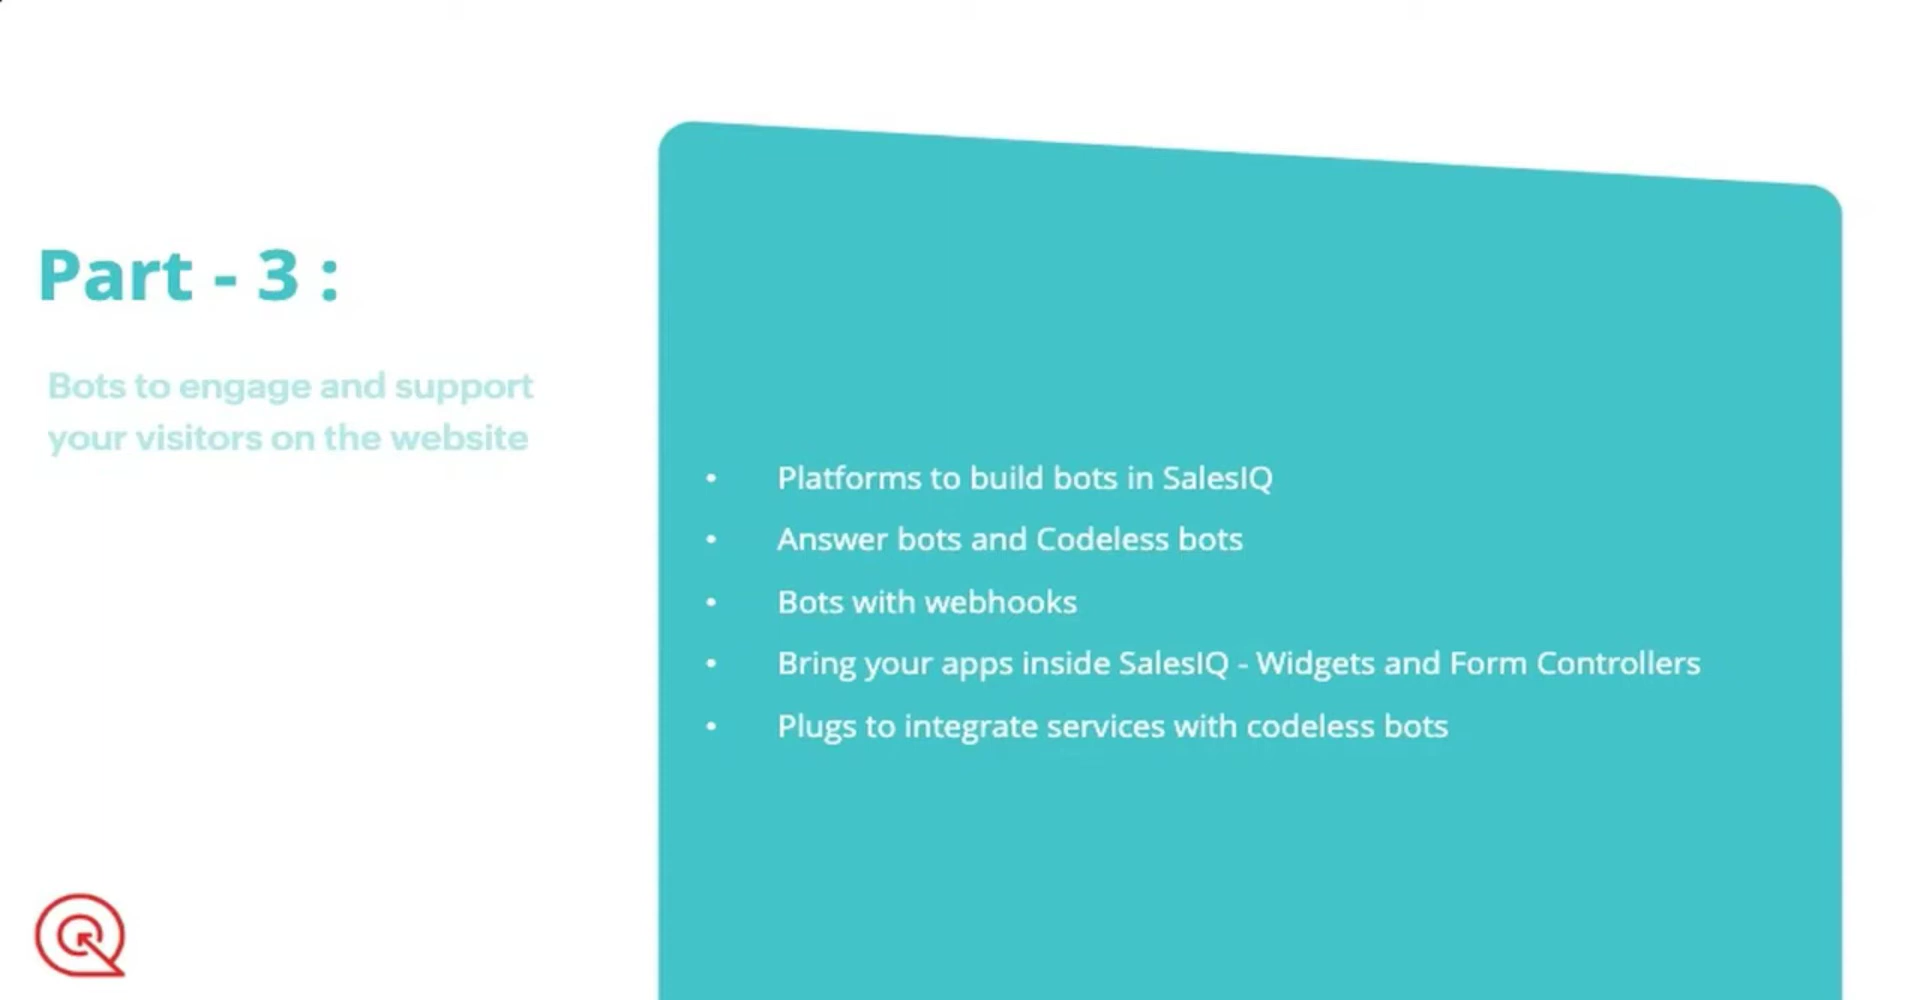 Part - 3 :
Bots to engage and support
your visitors on the website
• Platforms to build bots in SalesIQ
• Answer bots and Codeless bots
• Bots with webhooks
• Bring your apps inside SalesIQ - Widgets and Form Controllers
• Plugs to integrate services with codeless bots